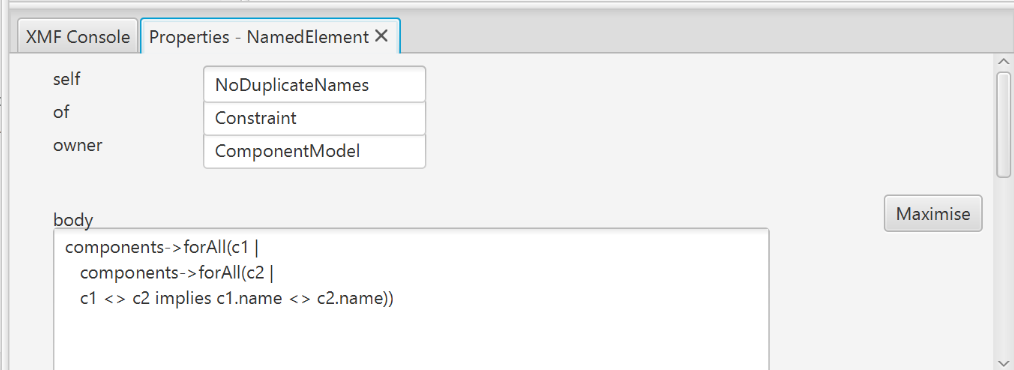 XMF Console
Properties - NamedElement
self NoDuplicateNames
of Constraint
owner ComponentModel
Maximise
body
components->forAll(c1 |
components->forAll(c2 |
c1 <> c2 implies c1.name <> c2.name))